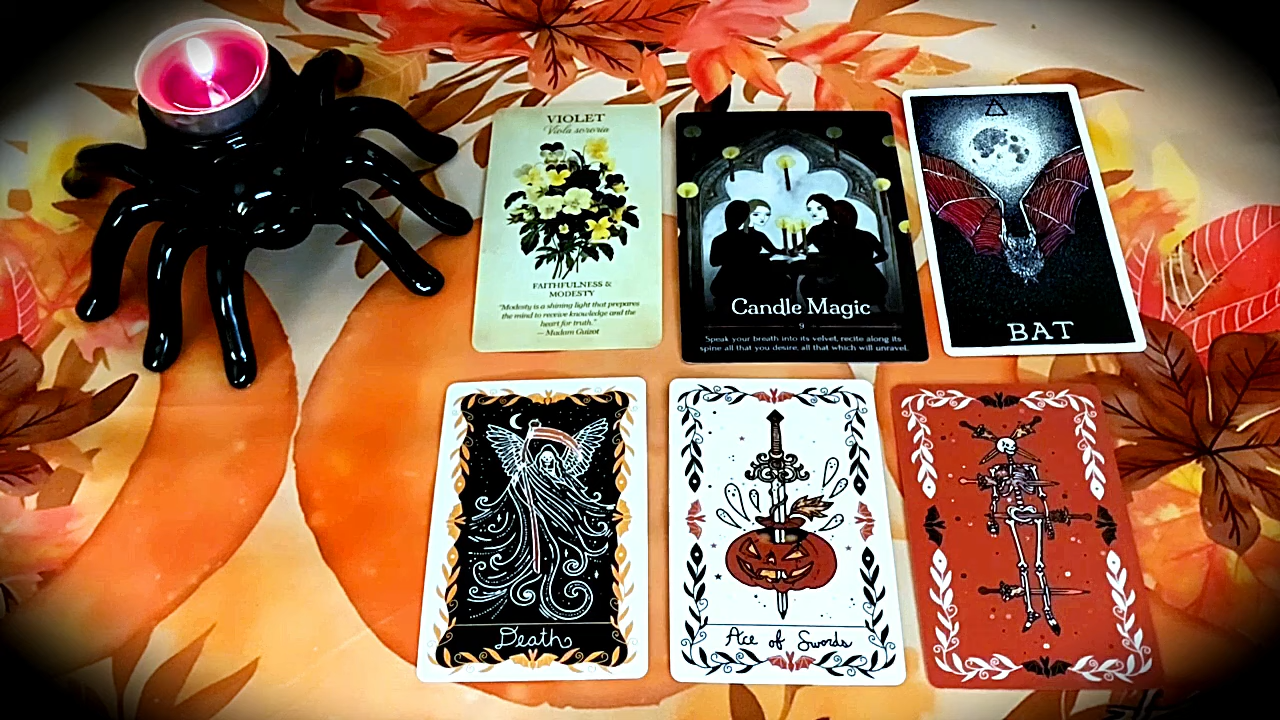 VIOLET
Viola sororia
FAITHFULNESS &
MODESTY
"Modesty is a shining light that prepares
the mind to receive knowledge and the
heart for truth."
— Madam Guizot
Candle Magic
9
Speak your breath into its velvet, recite along its
spine all that you desire, all that which will unravel.
BAT
Death
Ace of Swords